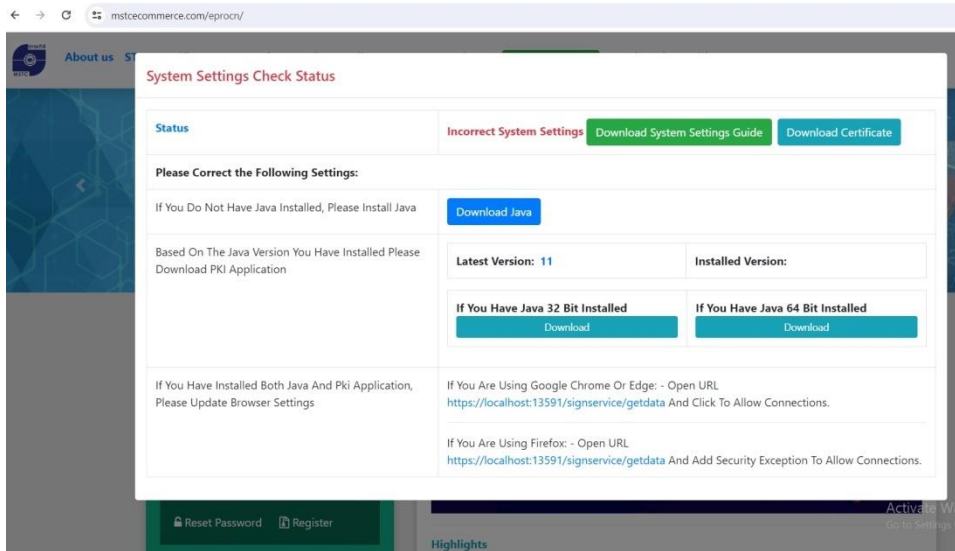 mstcecommerce.com/eprocn/
MSTC
About us
System Settings Check Status
Status
Incorrect System Settings Download System Settings Guide Download Certificate
Please Correct the Following Settings:
If You Do Not Have Java Installed, Please Install Java
Download Java
Based On The Java Version You Have Installed Please
Download PKI Application
Latest Version: 11 Installed Version:
If You Have Java 32 Bit Installed If You Have Java 64 Bit Installed
Download Download
If You Have Installed Both Java And Pki Application,
Please Update Browser Settings
If You Are Using Google Chrome Or Edge: - Open URL
https://localhost:13591/signservice/getdata And Click To Allow Connections.
If You Are Using Firefox: - Open URL
https://localhost:13591/signservice/getdata And Add Security Exception To Allow Connections.
Reset Password Register
Highlights
Activate
Go to Settings